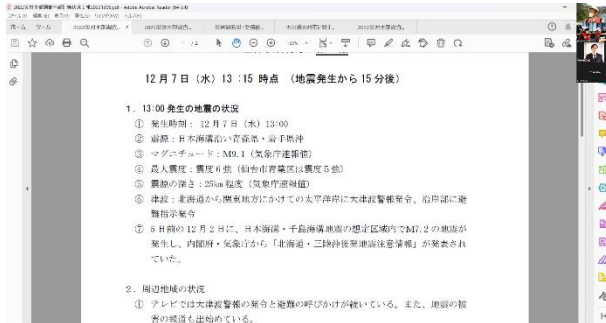 Adobe Acrobat Reader (64-bit)
ホーム ツール
12月7日（水）13：15 時点 （地震発生から 15 分後）
1．13:00 発生の地震の状況
① 発生時刻：12月7日（水）13:00
② 震源：日本海溝沿い青森県・岩手県沖
③ マグニチュード：M9.1（気象庁速報値）
④ 最大震度：震度6強（仙台市青葉区は震度5強）
⑤ 震源の深さ：25km 程度（気象庁速報値）
⑥ 津波：北海道から関東地方にかけての太平洋岸に大津波警報発令、沿岸部に避
難指示発令
⑦ 5日前の12月2日に、日本海溝・千島海溝地震の想定区域内でM7.2の地震が
発生し、内閣府・気象庁から「北海道・三陸沖後発地震注意情報」が発表され
ていた。
2．周辺地域の状況
① テレビでは大津波警報の発令と避難の呼びかけが続いている。また、地震の被
害の報道も出始めている。